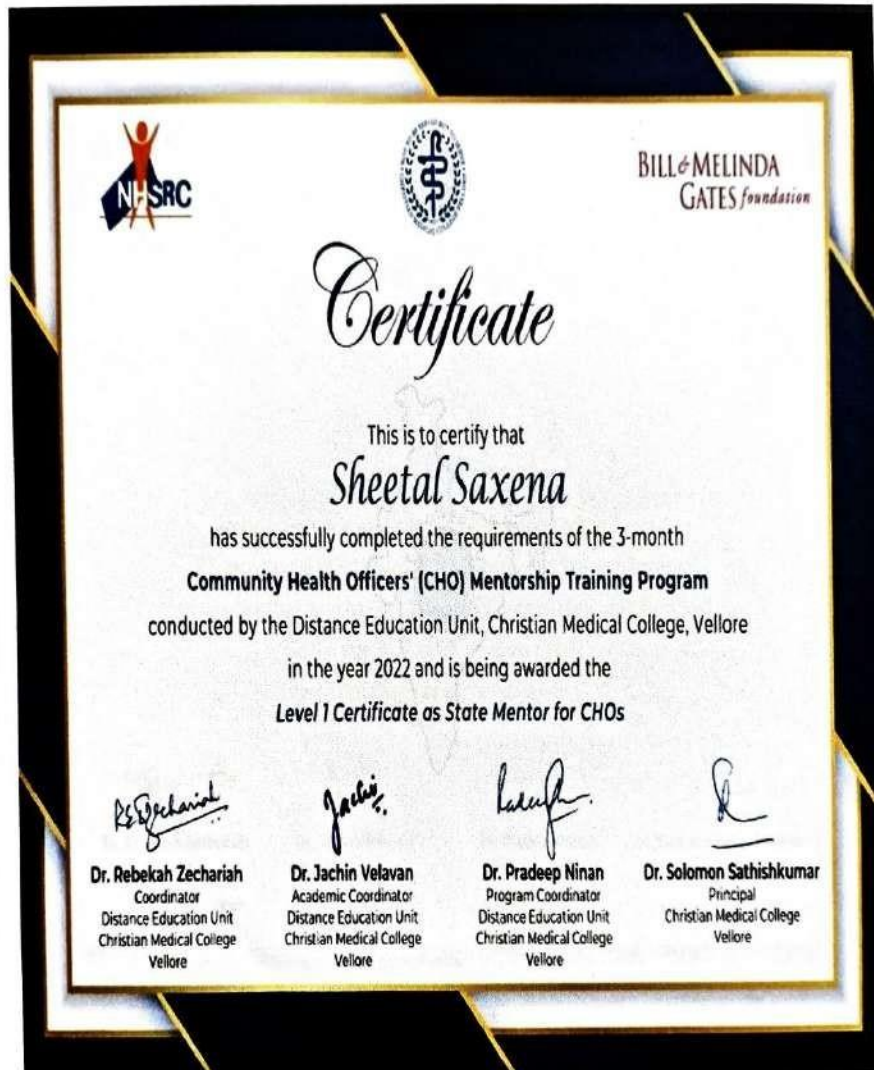 NHSRC
BILL & MELINDA
GATES foundation
Certificate
This is to certify that
Sheetal Saxena
has successfully completed the requirements of the 3-month
Community Health Officers' (CHO) Mentorship Training Program
conducted by the Distance Education Unit, Christian Medical College, Vellore
in the year 2022 and is being awarded the
Level 1 Certificate as State Mentor for CHOs
Dr. Rebekah Zechariah
Coordinator
Distance Education Unit
Christian Medical College
Vellore
Dr. Jachin Velavan
Academic Coordinator
Distance Education Unit
Christian Medical College
Vellore
Dr. Pradeep Ninan
Program Coordinator
Distance Education Unit
Christian Medical College
Vellore
Dr. Solomon Sathishkumar
Principal
Christian Medical College
Vellore